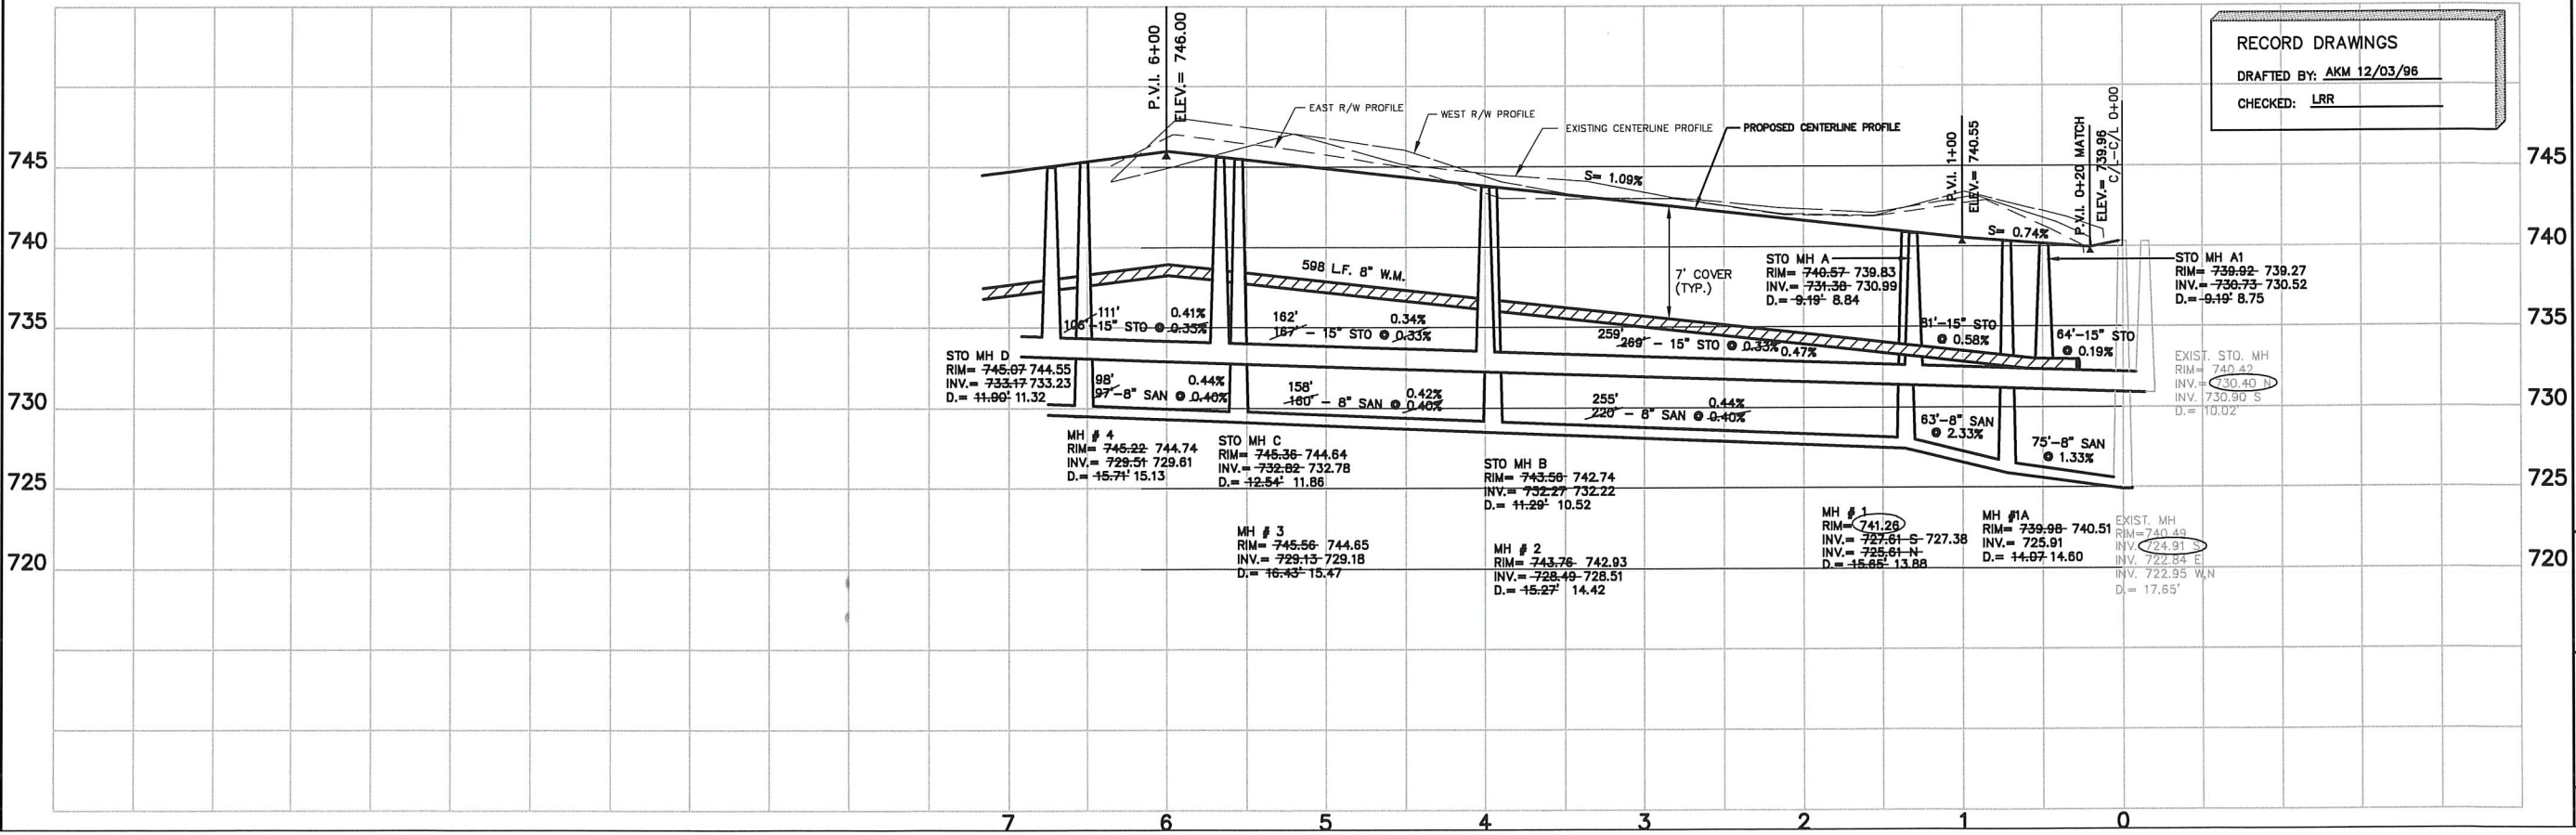 RECORD DRAWINGS
DRAFTED BY: AKM 12/03/96
CHECKED: LRR
P.V.I. 6+00
ELEV.= 746.00
EAST R/W PROFILE
WEST R/W PROFILE
EXISTING CENTERLINE PROFILE
PROPOSED CENTERLINE PROFILE
P.V.I. 1+00
ELEV.= 740.55
P.V.I. 0+20 MATCH
ELEV.= 739.96
C/L-C/L 0+00
745
745
S= 1.09%
740
740
S= 0.74%
598 L.F. 8" W.M.
7' COVER
(TYP.)
STO MH A
RIM= 740.57 739.83
INV.= 731.38 730.99
D.= 9.19' 8.84
STO MH A1
RIM= 739.92 739.27
INV.= 730.73 730.52
D.= 9.19' 8.75
735
735
111' 0.41%
106'-15" STO @ 0.35%
162' 0.34%
167' - 15" STO @ 0.33%
259'
269' - 15" STO @ 0.33% 0.47%
81'-15" STO
@ 0.58%
64'-15" STO
@ 0.19%
STO MH D
RIM= 745.07 744.55
INV.= 733.17 733.23
D.= 11.90' 11.32
EXIST. STO. MH
RIM= 740.42
INV.= 730.40 N
INV. 730.90 S
D.= 10.02'
730
730
98' 0.44%
97'-8" SAN @ 0.40%
158' 0.42%
160' - 8" SAN @ 0.40%
255' 0.44%
220' - 8" SAN @ 0.40%
63'-8" SAN
@ 2.33%
75'-8" SAN
@ 1.33%
MH # 4
RIM= 745.22 744.74
INV.= 729.51 729.61
D.= 15.71' 15.13
STO MH C
RIM= 745.36 744.64
INV.= 732.82 732.78
D.= 12.54' 11.86
STO MH B
RIM= 743.56 742.74
INV.= 732.27 732.22
D.= 11.29' 10.52
725
725
MH # 3
RIM= 745.56 744.65
INV.= 729.13 729.18
D.= 16.43' 15.47
MH # 2
RIM= 743.76 742.93
INV.= 728.49 728.51
D.= 15.27' 14.42
MH # 1
RIM= 741.26
INV.= 727.61 S 727.38
INV.= 725.61 N
D.= 15.65' 13.88
MH #1A
RIM= 739.98 740.51
INV.= 725.91
D.= 14.07 14.60
EXIST. MH
RIM=740.49
INV. 724.91 S
INV. 722.84 E
INV. 722.95 W,N
D.= 17.65'
720
720
7 6 5 4 3 2 1 0